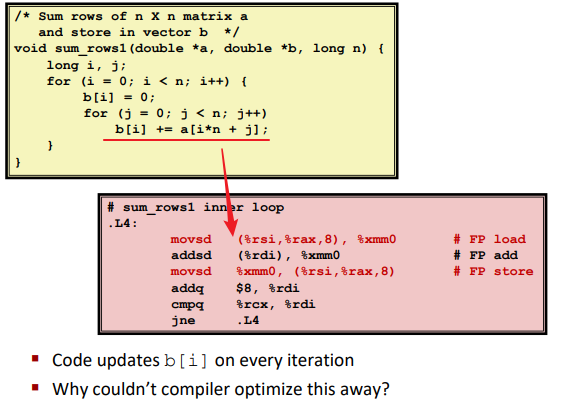 /* Sum rows of n X n matrix a
and store in vector b */
void sum_rows1(double *a, double *b, long n) {
long i, j;
for (i = 0; i < n; i++) {
b[i] = 0;
for (j = 0; j < n; j++)
b[i] += a[i*n + j];
}
}
# sum_rows1 inner loop
.L4:
movsd (%rsi,%rax,8), %xmm0 # FP load
addsd (%rdi), %xmm0 # FP add
movsd %xmm0, (%rsi,%rax,8) # FP store
addq $8, %rdi
cmpq %rcx, %rdi
jne .L4
▪ Code updates b[i] on every iteration
▪ Why couldn’t compiler optimize this away?